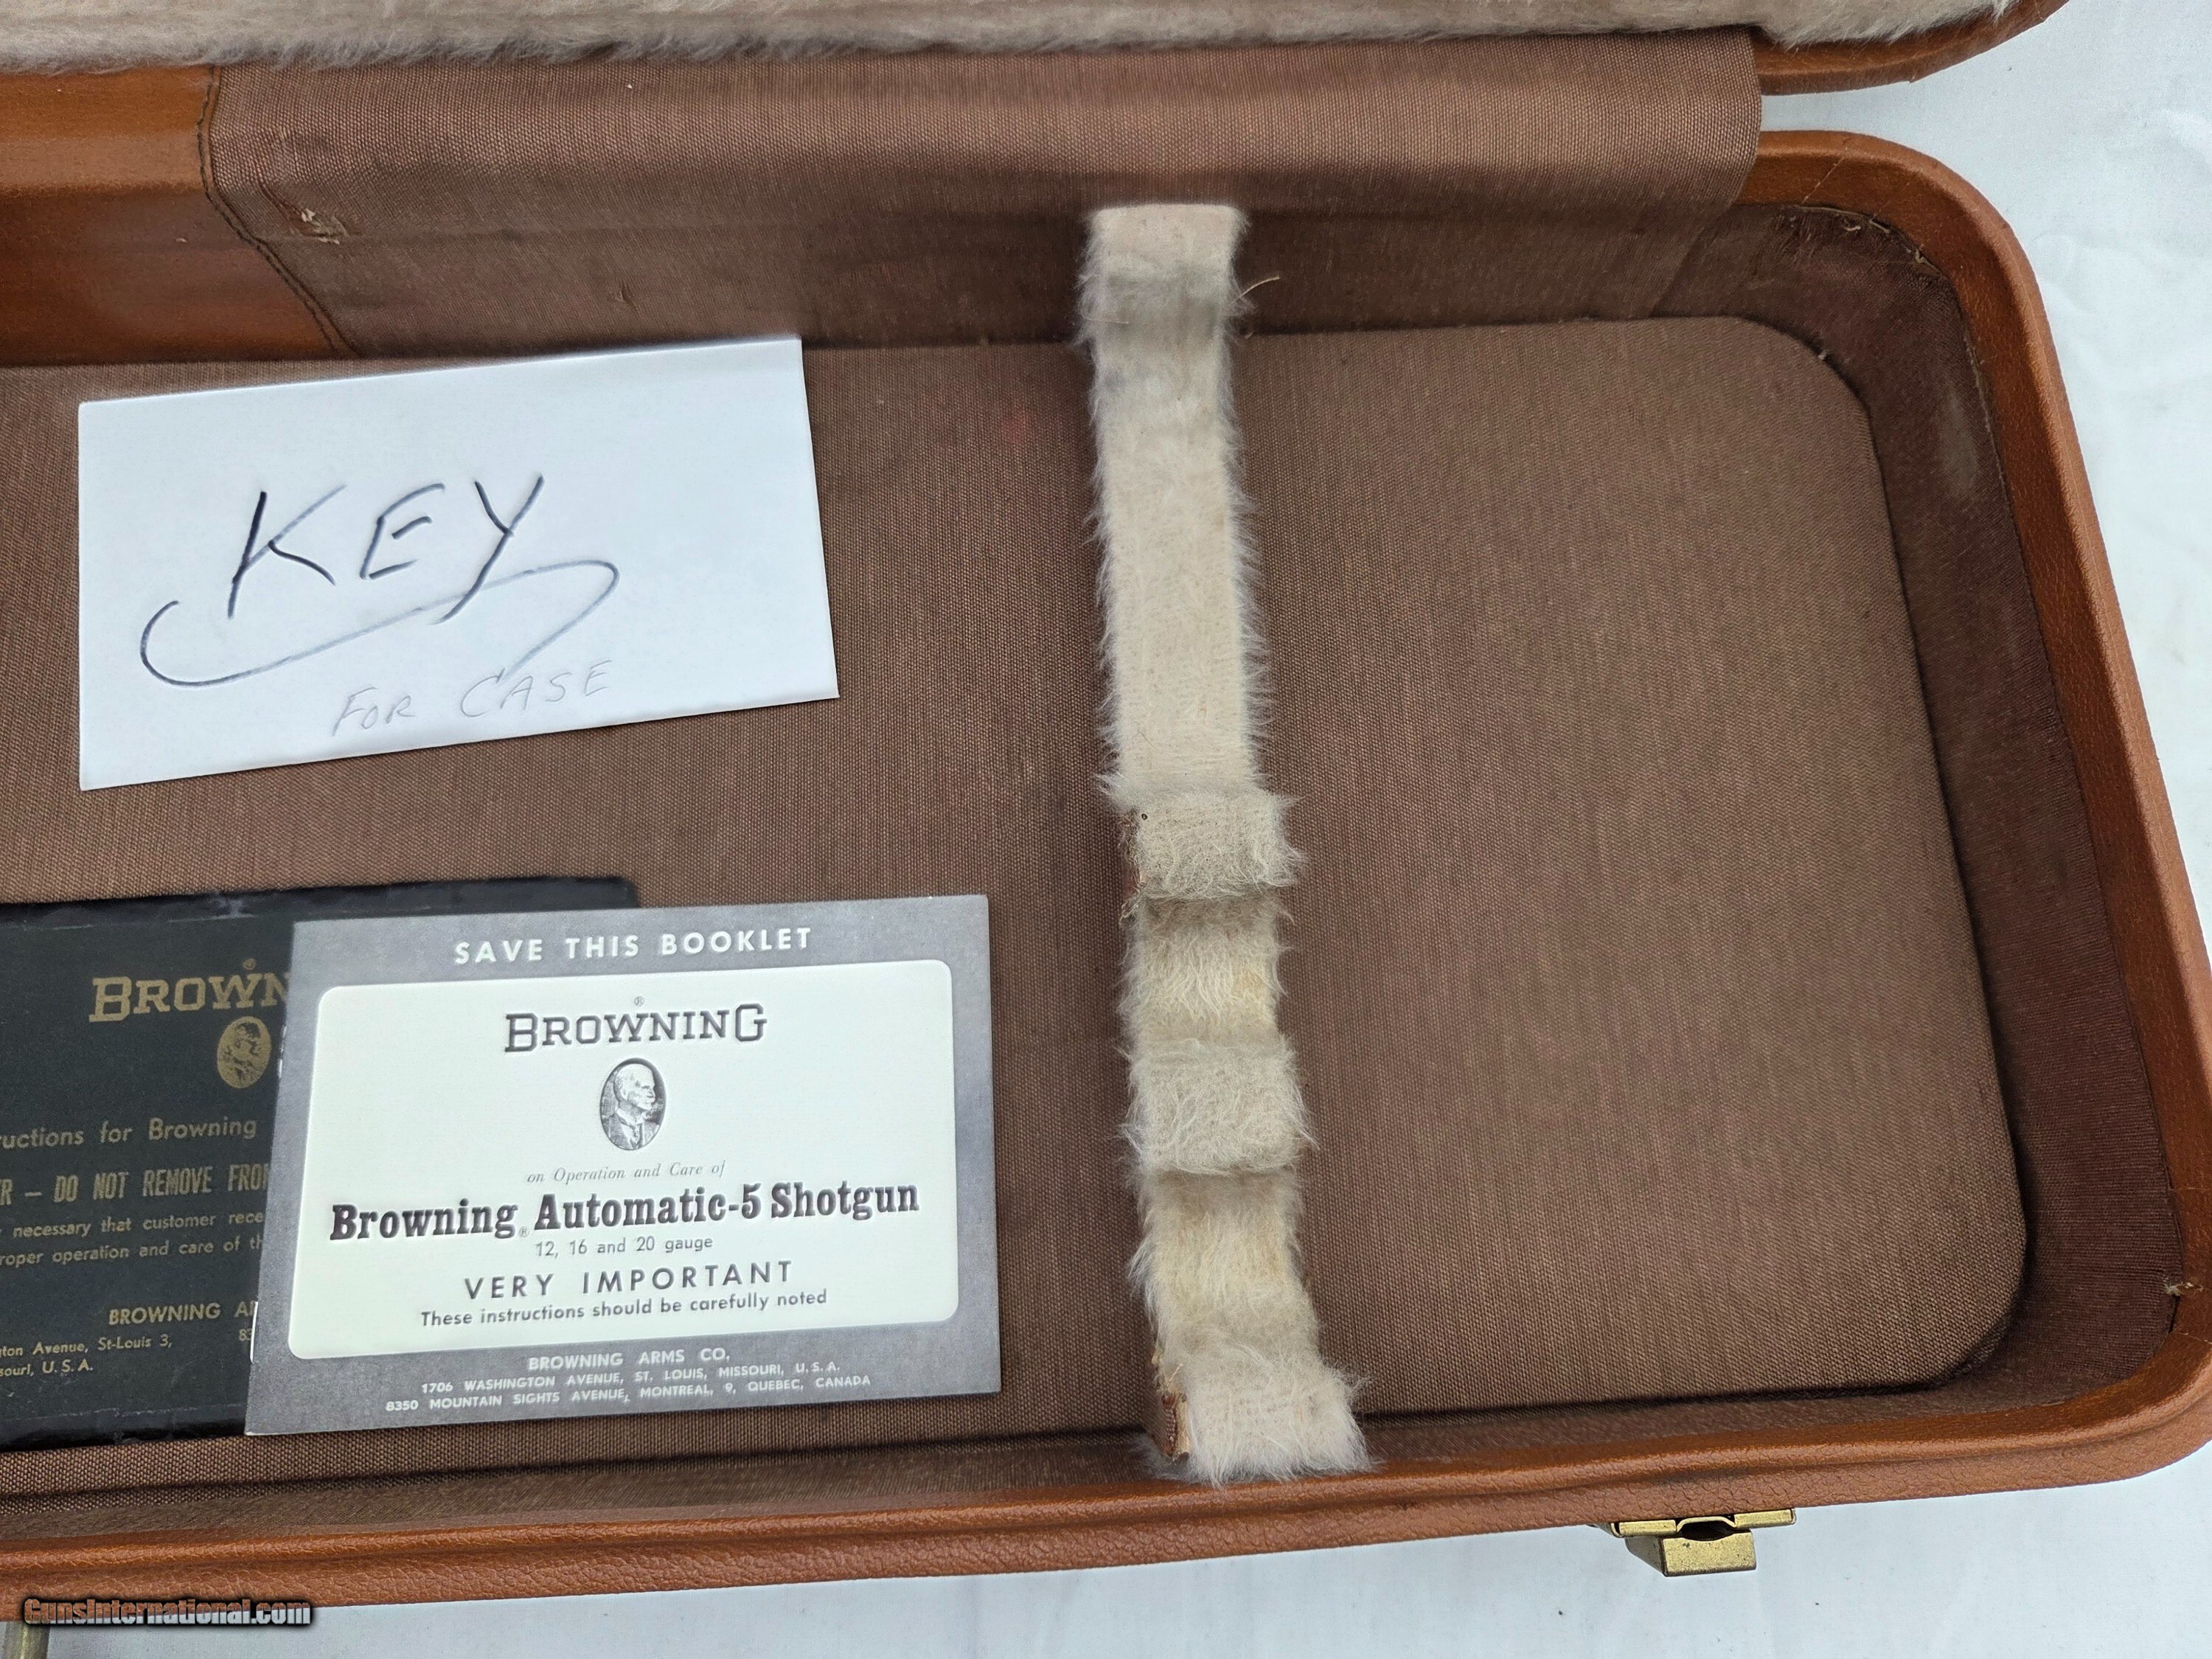 KEY
FOR CASE
BROWN
®
uctions for Browning
R – DO NOT REMOVE FROM
necessary that customer rece
roper operation and care of th
BROWNING A
ton Avenue, St-Louis 3,
83
souri, U.S.A.
SAVE THIS BOOKLET
®
BROWNING
on Operation and Care of
Browning® Automatic-5 Shotgun
12, 16 and 20 gauge
VERY IMPORTANT
These instructions should be carefully noted
BROWNING ARMS CO.
1706 WASHINGTON AVENUE, ST. LOUIS, MISSOURI, U.S.A.
8350 MOUNTAIN SIGHTS AVENUE, MONTREAL, 9, QUEBEC, CANADA
GunsInternational.com